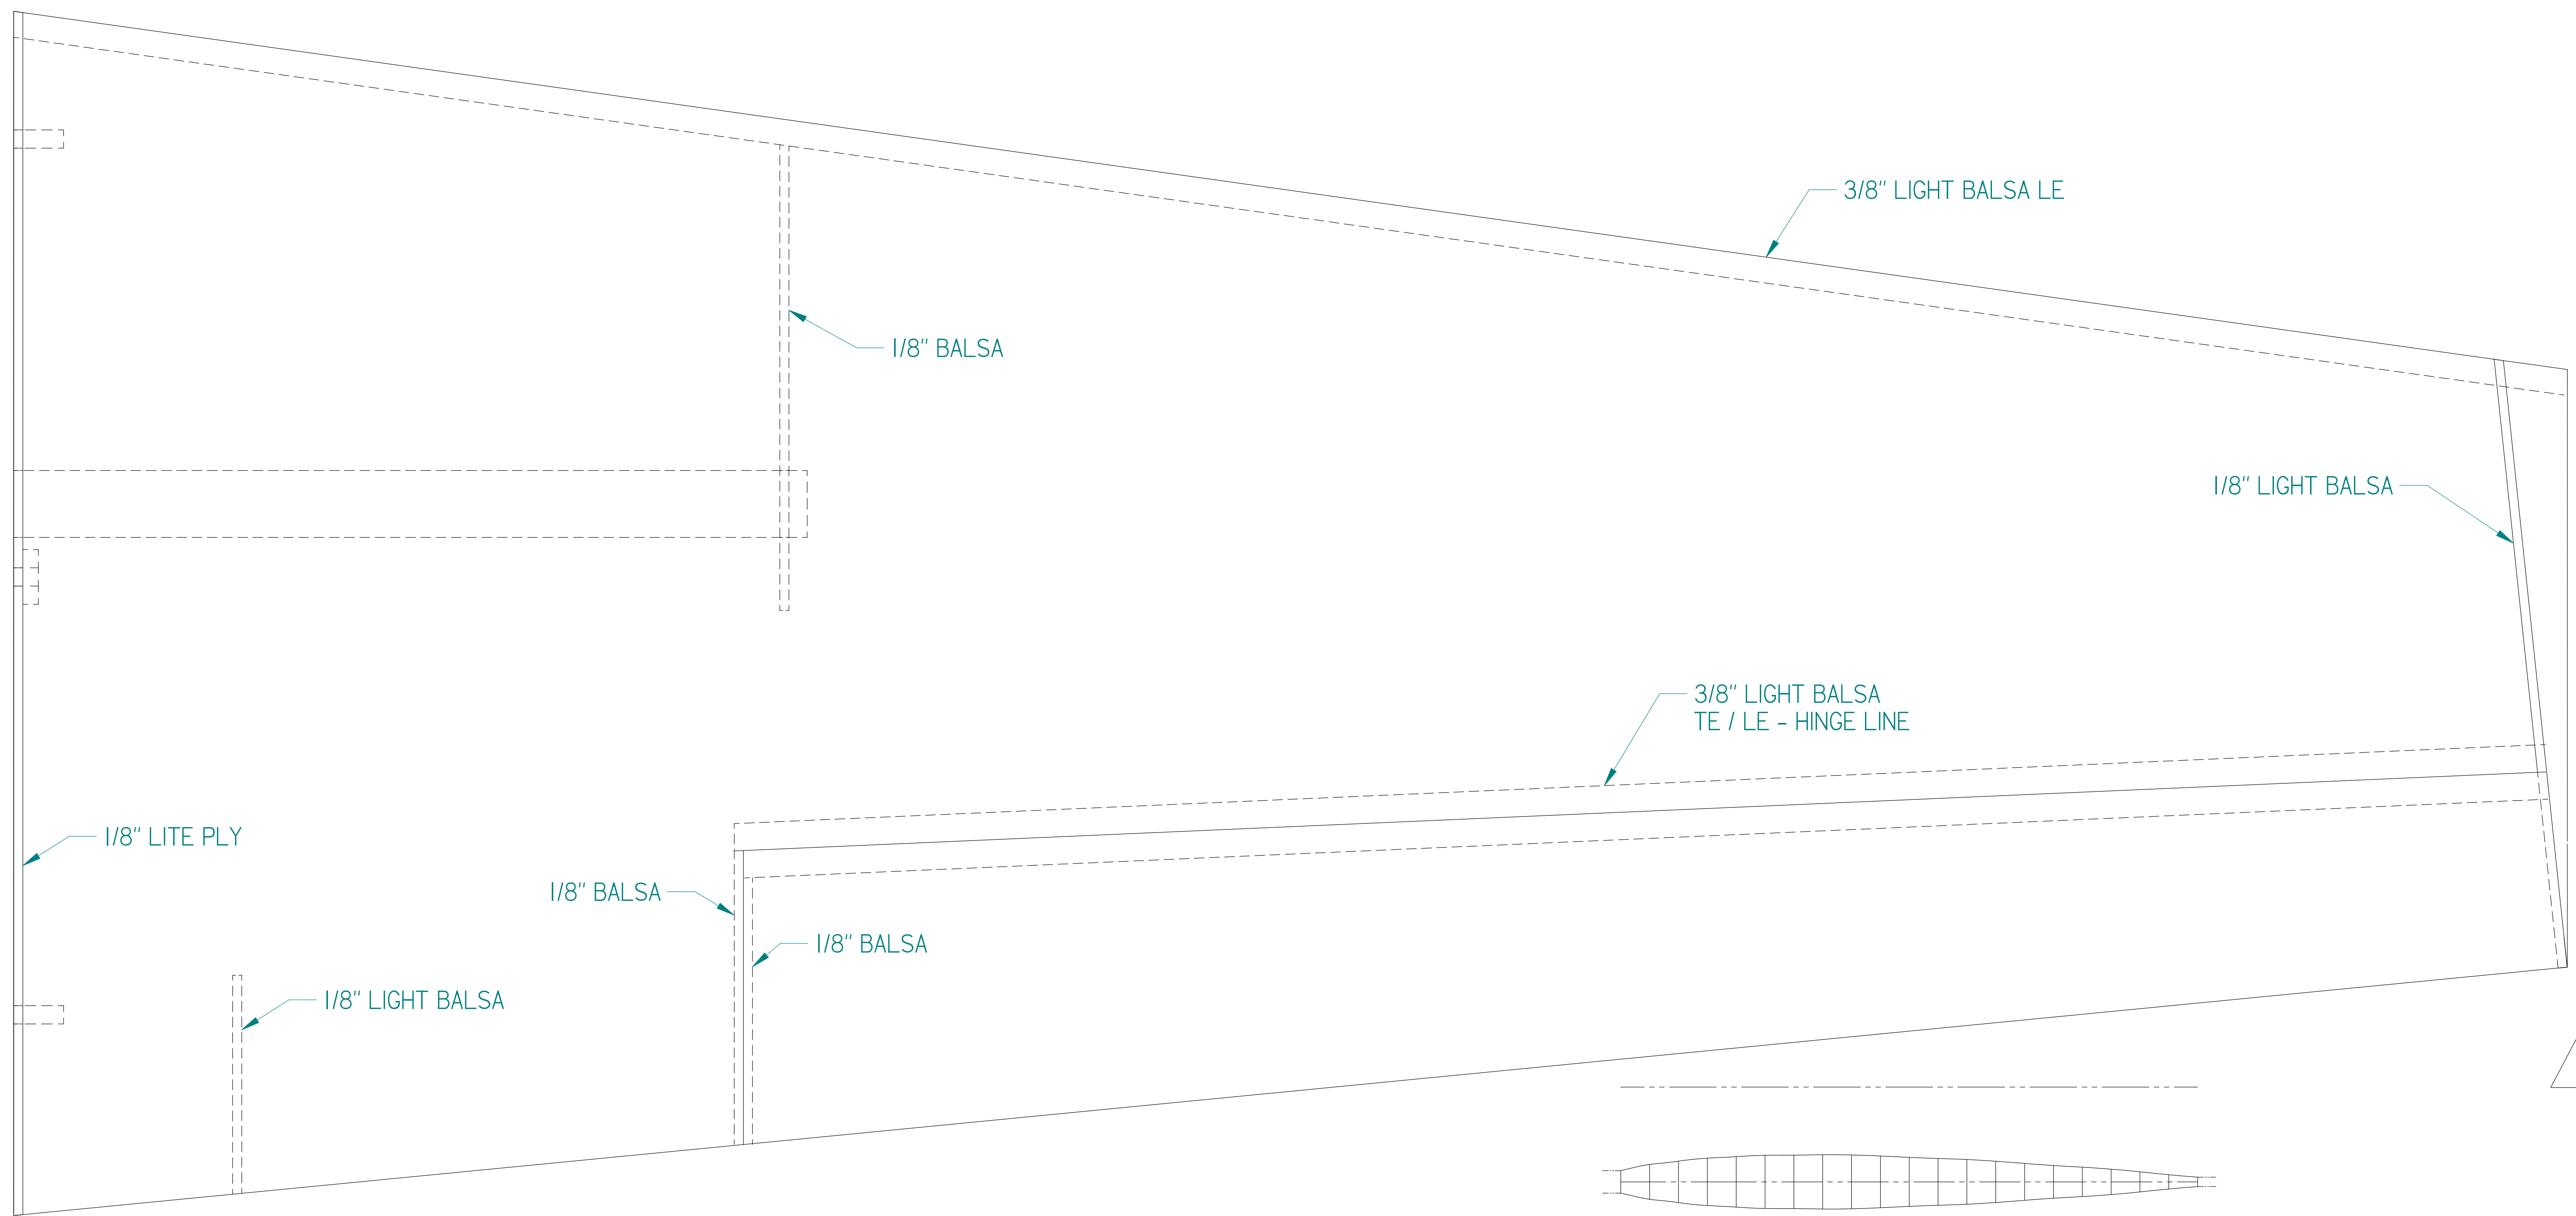 3/8" LIGHT BALSA LE
1/8" BALSA
1/8" LIGHT BALSA
3/8" LIGHT BALSA
TE / LE - HINGE LINE
1/8" LITE PLY
1/8" BALSA
1/8" BALSA
1/8" LIGHT BALSA